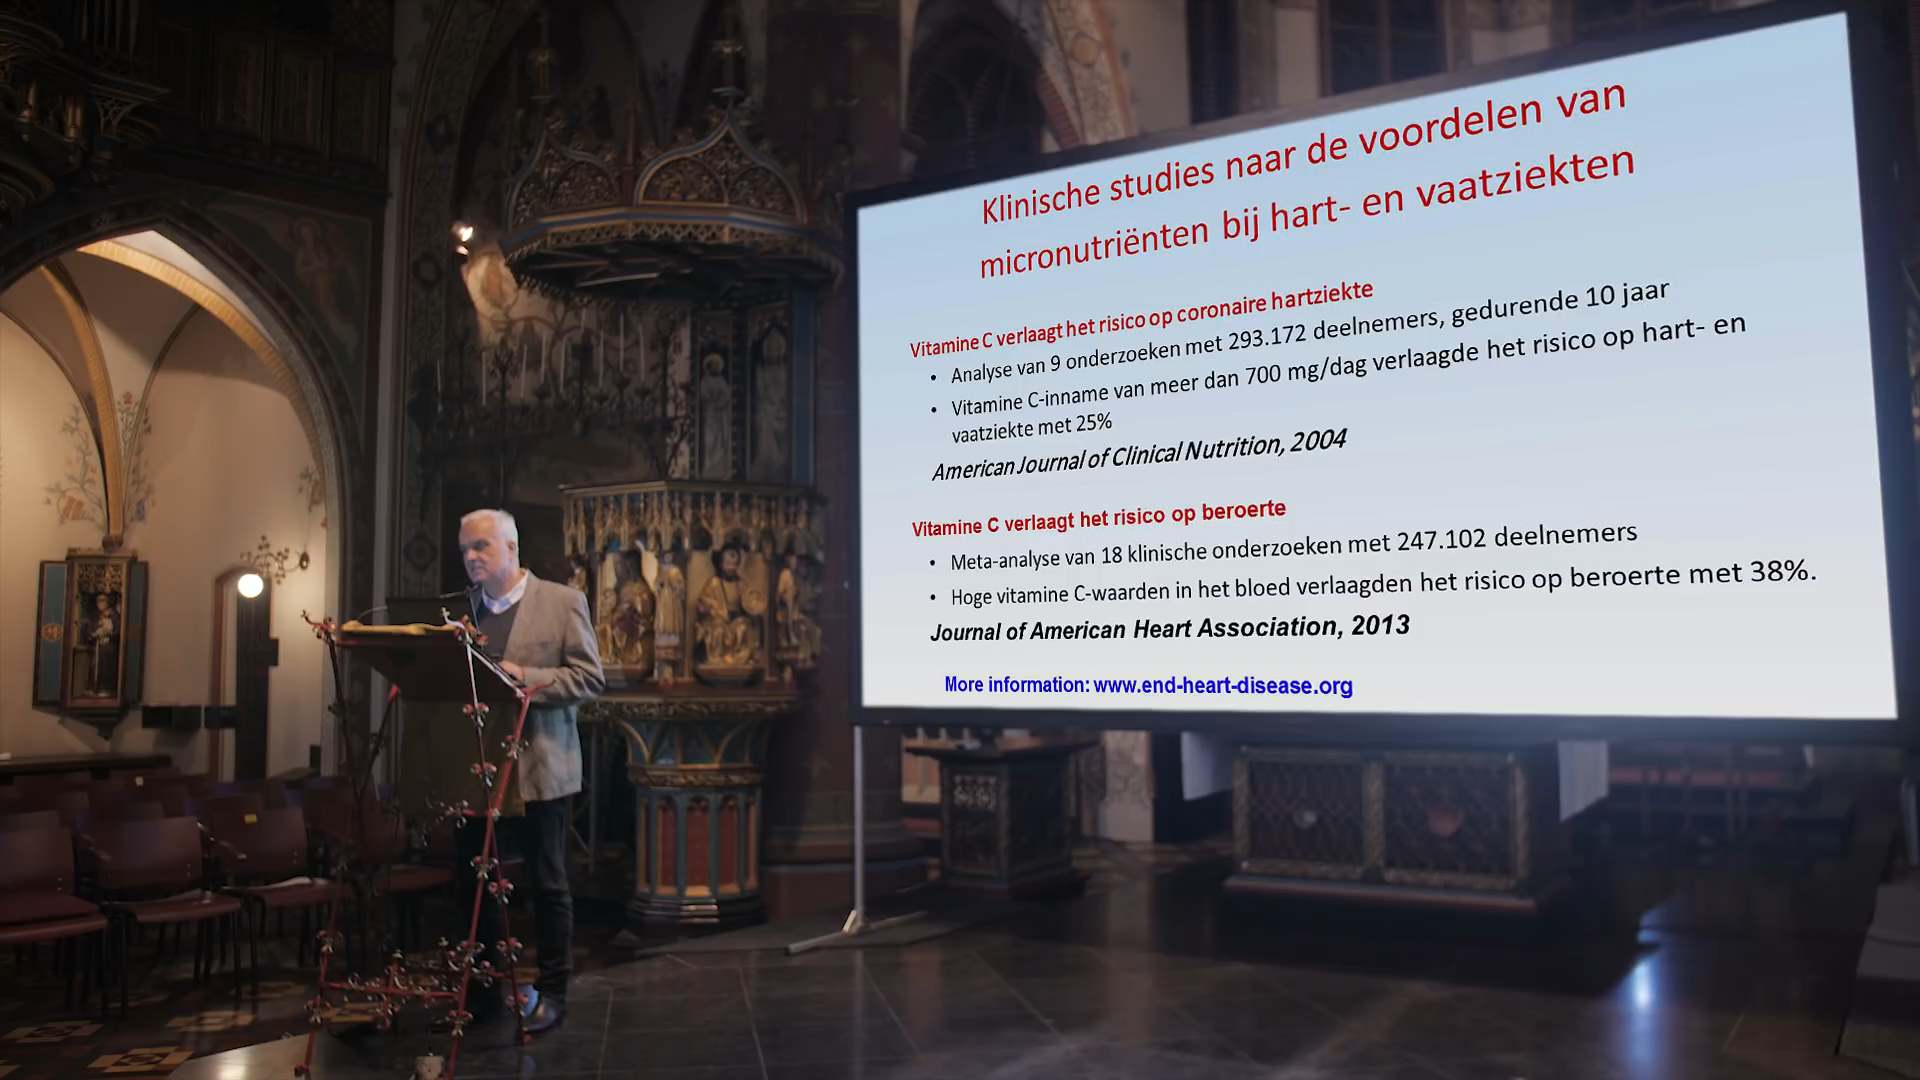 Klinische studies naar de voordelen van
micronutriënten bij hart- en vaatziekten
Vitamine C verlaagt het risico op coronaire hartziekte
• Analyse van 9 onderzoeken met 293.172 deelnemers, gedurende 10 jaar
• Vitamine C-inname van meer dan 700 mg/dag verlaagde het risico op hart- en
vaatziekte met 25%
American Journal of Clinical Nutrition, 2004
Vitamine C verlaagt het risico op beroerte
• Meta-analyse van 18 klinische onderzoeken met 247.102 deelnemers
• Hoge vitamine C-waarden in het bloed verlaagden het risico op beroerte met 38%.
Journal of American Heart Association, 2013
More information: www.end-heart-disease.org